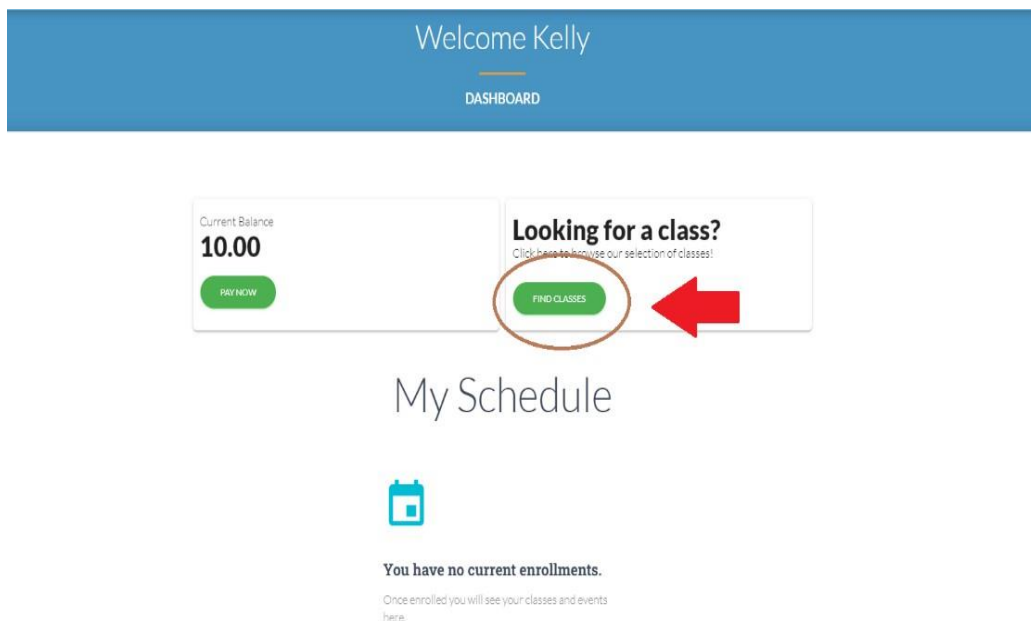 Welcome Kelly
DASHBOARD
Current Balance
10.00
PAY NOW
Looking for a class?
Click here to browse our selection of classes!
FIND CLASSES
My Schedule
You have no current enrollments.
Once enrolled you will see your classes and events
here.